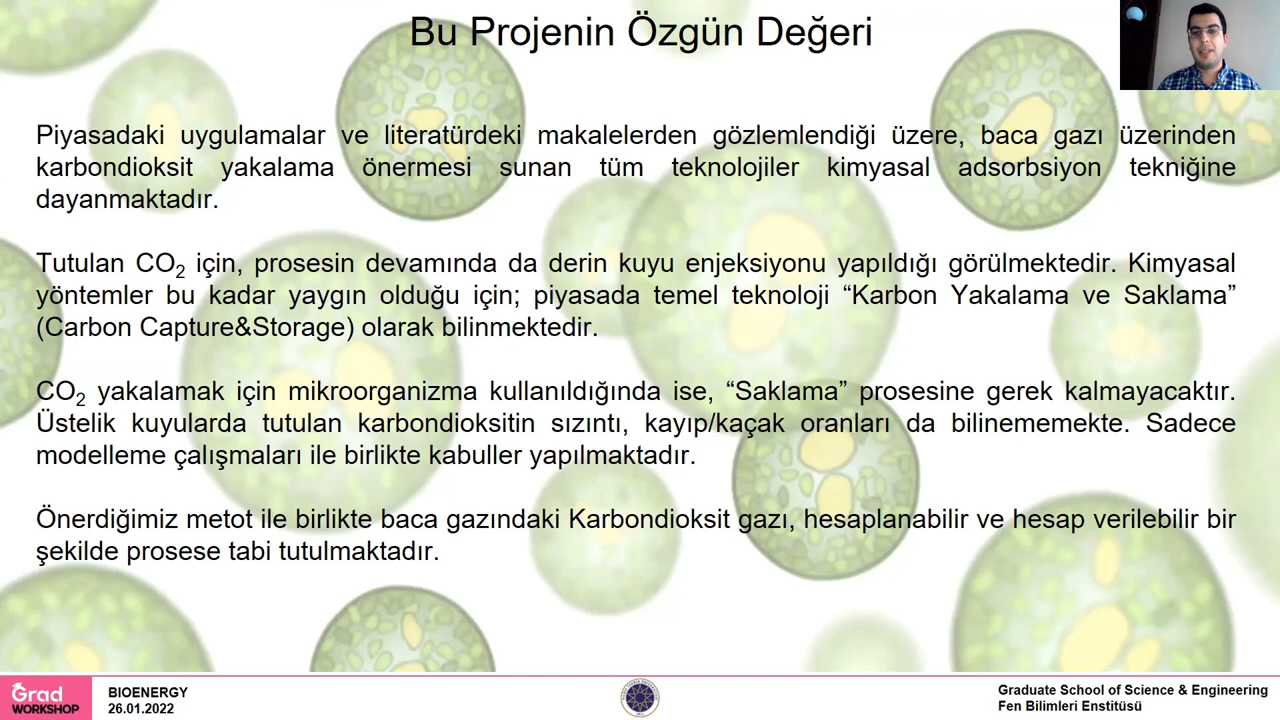 Bu Projenin Özgün Değeri
Piyasadaki uygulamalar ve literatürdeki makalelerden gözlemlendiği üzere, baca gazı üzerinden
karbondioksit yakalama önermesi sunan tüm teknolojiler kimyasal adsorbsiyon tekniğine
dayanmaktadır.
Tutulan CO₂ için, prosesin devamında da derin kuyu enjeksiyonu yapıldığı görülmektedir. Kimyasal
yöntemler bu kadar yaygın olduğu için; piyasada temel teknoloji “Karbon Yakalama ve Saklama”
(Carbon Capture&Storage) olarak bilinmektedir.
CO₂ yakalamak için mikroorganizma kullanıldığında ise, “Saklama” prosesine gerek kalmayacaktır.
Üstelik kuyularda tutulan karbondioksitin sızıntı, kayıp/kaçak oranları da bilinememekte. Sadece
modelleme çalışmaları ile birlikte kabuller yapılmaktadır.
Önerdiğimiz metot ile birlikte baca gazındaki Karbondioksit gazı, hesaplanabilir ve hesap verilebilir bir
şekilde prosese tabi tutulmaktadır.
Grad
WORKSHOP
BIOENERGY
26.01.2022
Graduate School of Science & Engineering
Fen Bilimleri Enstitüsü